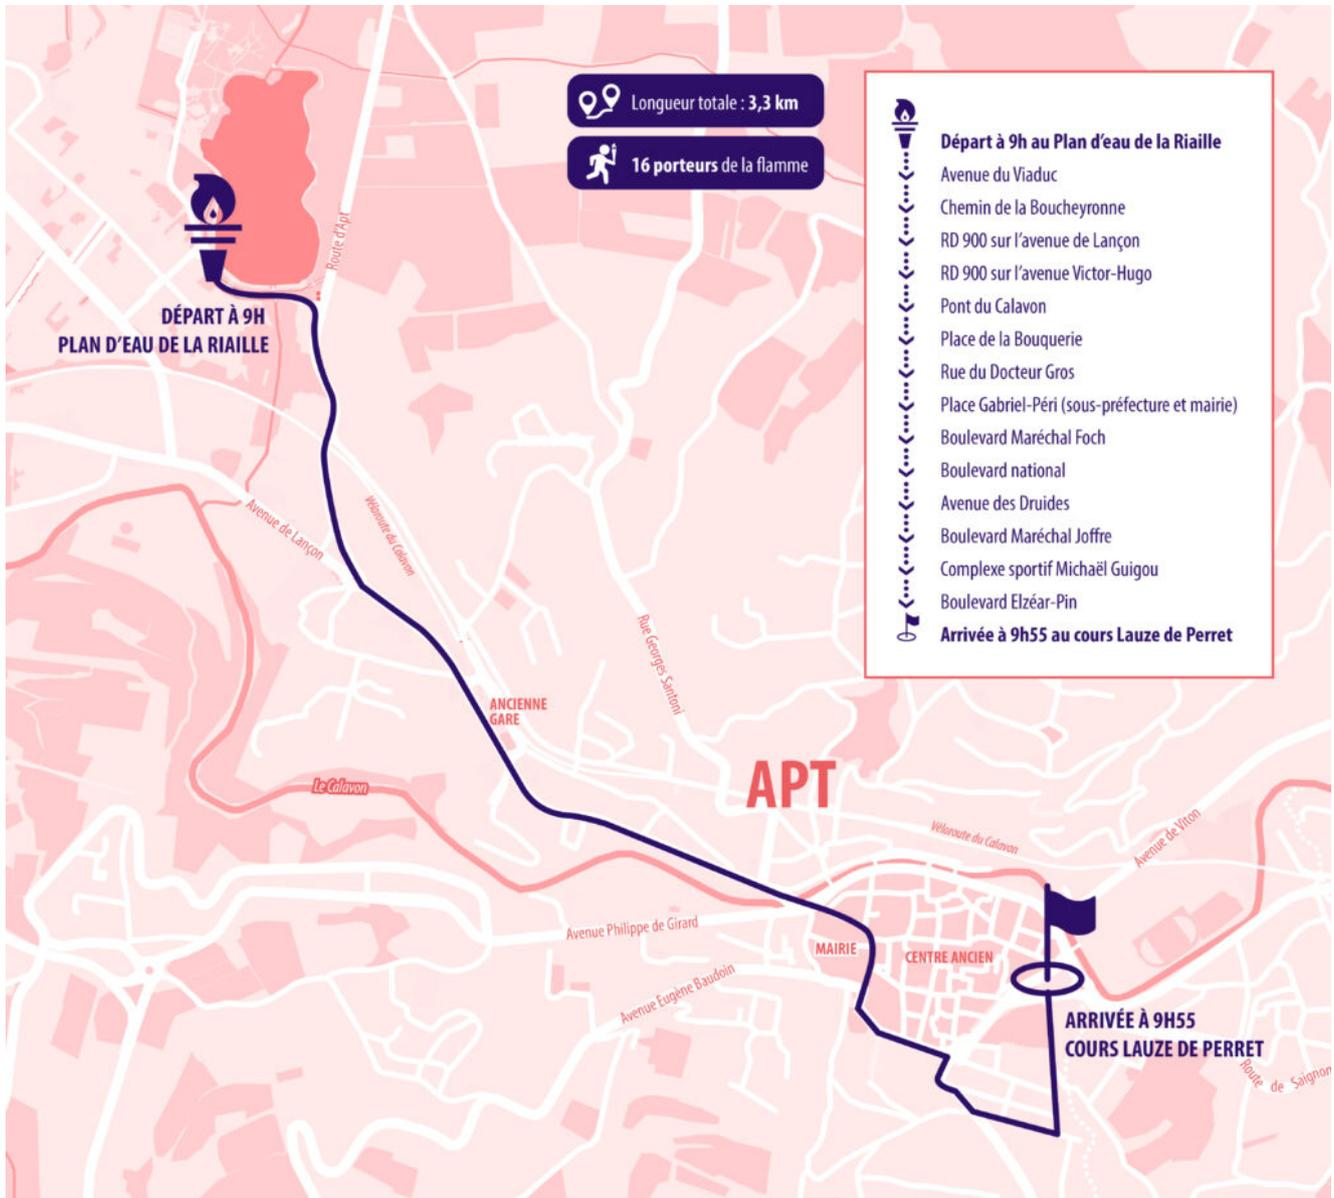 Longueur totale : 3,3 km
16 porteurs de la flamme
Départ à 9h au Plan d'eau de la Riaille
Avenue du Viaduc
Chemin de la Boucheyronne
RD 900 sur l'avenue de Lançon
RD 900 sur l'avenue Victor-Hugo
Pont du Calavon
Place de la Bouquerie
Rue du Docteur Gros
Place Gabriel-Péri (sous-préfecture et mairie)
Boulevard Maréchal Foch
Boulevard national
Avenue des Druides
Boulevard Maréchal Joffre
Complexe sportif Michaël Guigou
Boulevard Elzéar-Pin
Arrivée à 9h55 au cours Lauze de Perret
Route d'Apt
DÉPART À 9H
PLAN D'EAU DE LA RIAILLE
Avenue de Lançon
Véloroute du Calavon
Rue Georges Santoni
ANCIENNE
GARE
Le Calavon
APT
Véloroute du Calavon
Avenue de Viton
Avenue Philippe de Girard
MAIRIE
CENTRE ANCIEN
Avenue Eugène Baudoin
ARRIVÉE À 9H55
COURS LAUZE DE PERRET
Route de Saignon